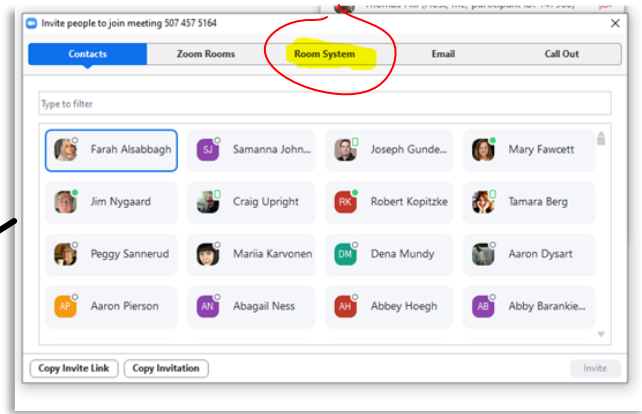 Invite people to join meeting 507 457 5164
Contacts Zoom Rooms Room System Email Call Out
Type to filter
Farah Alsabbagh SJ Samanna John... Joseph Gunde... Mary Fawcett
Jim Nygaard Craig Upright RK Robert Kopitzke Tamara Berg
Peggy Sannerud Mariia Karvonen DM Dena Mundy Aaron Dysart
AP Aaron Pierson AN Abagail Ness AH Abbey Hoegh AB Abby Barankie...
Copy Invite Link Copy Invitation Invite